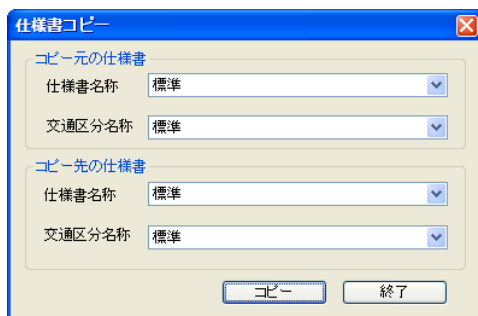 仕様書コピー
コピー元の仕様書
仕様書名称 標準
交通区分名称 標準
コピー先の仕様書
仕様書名称 標準
交通区分名称 標準
コピー 終了